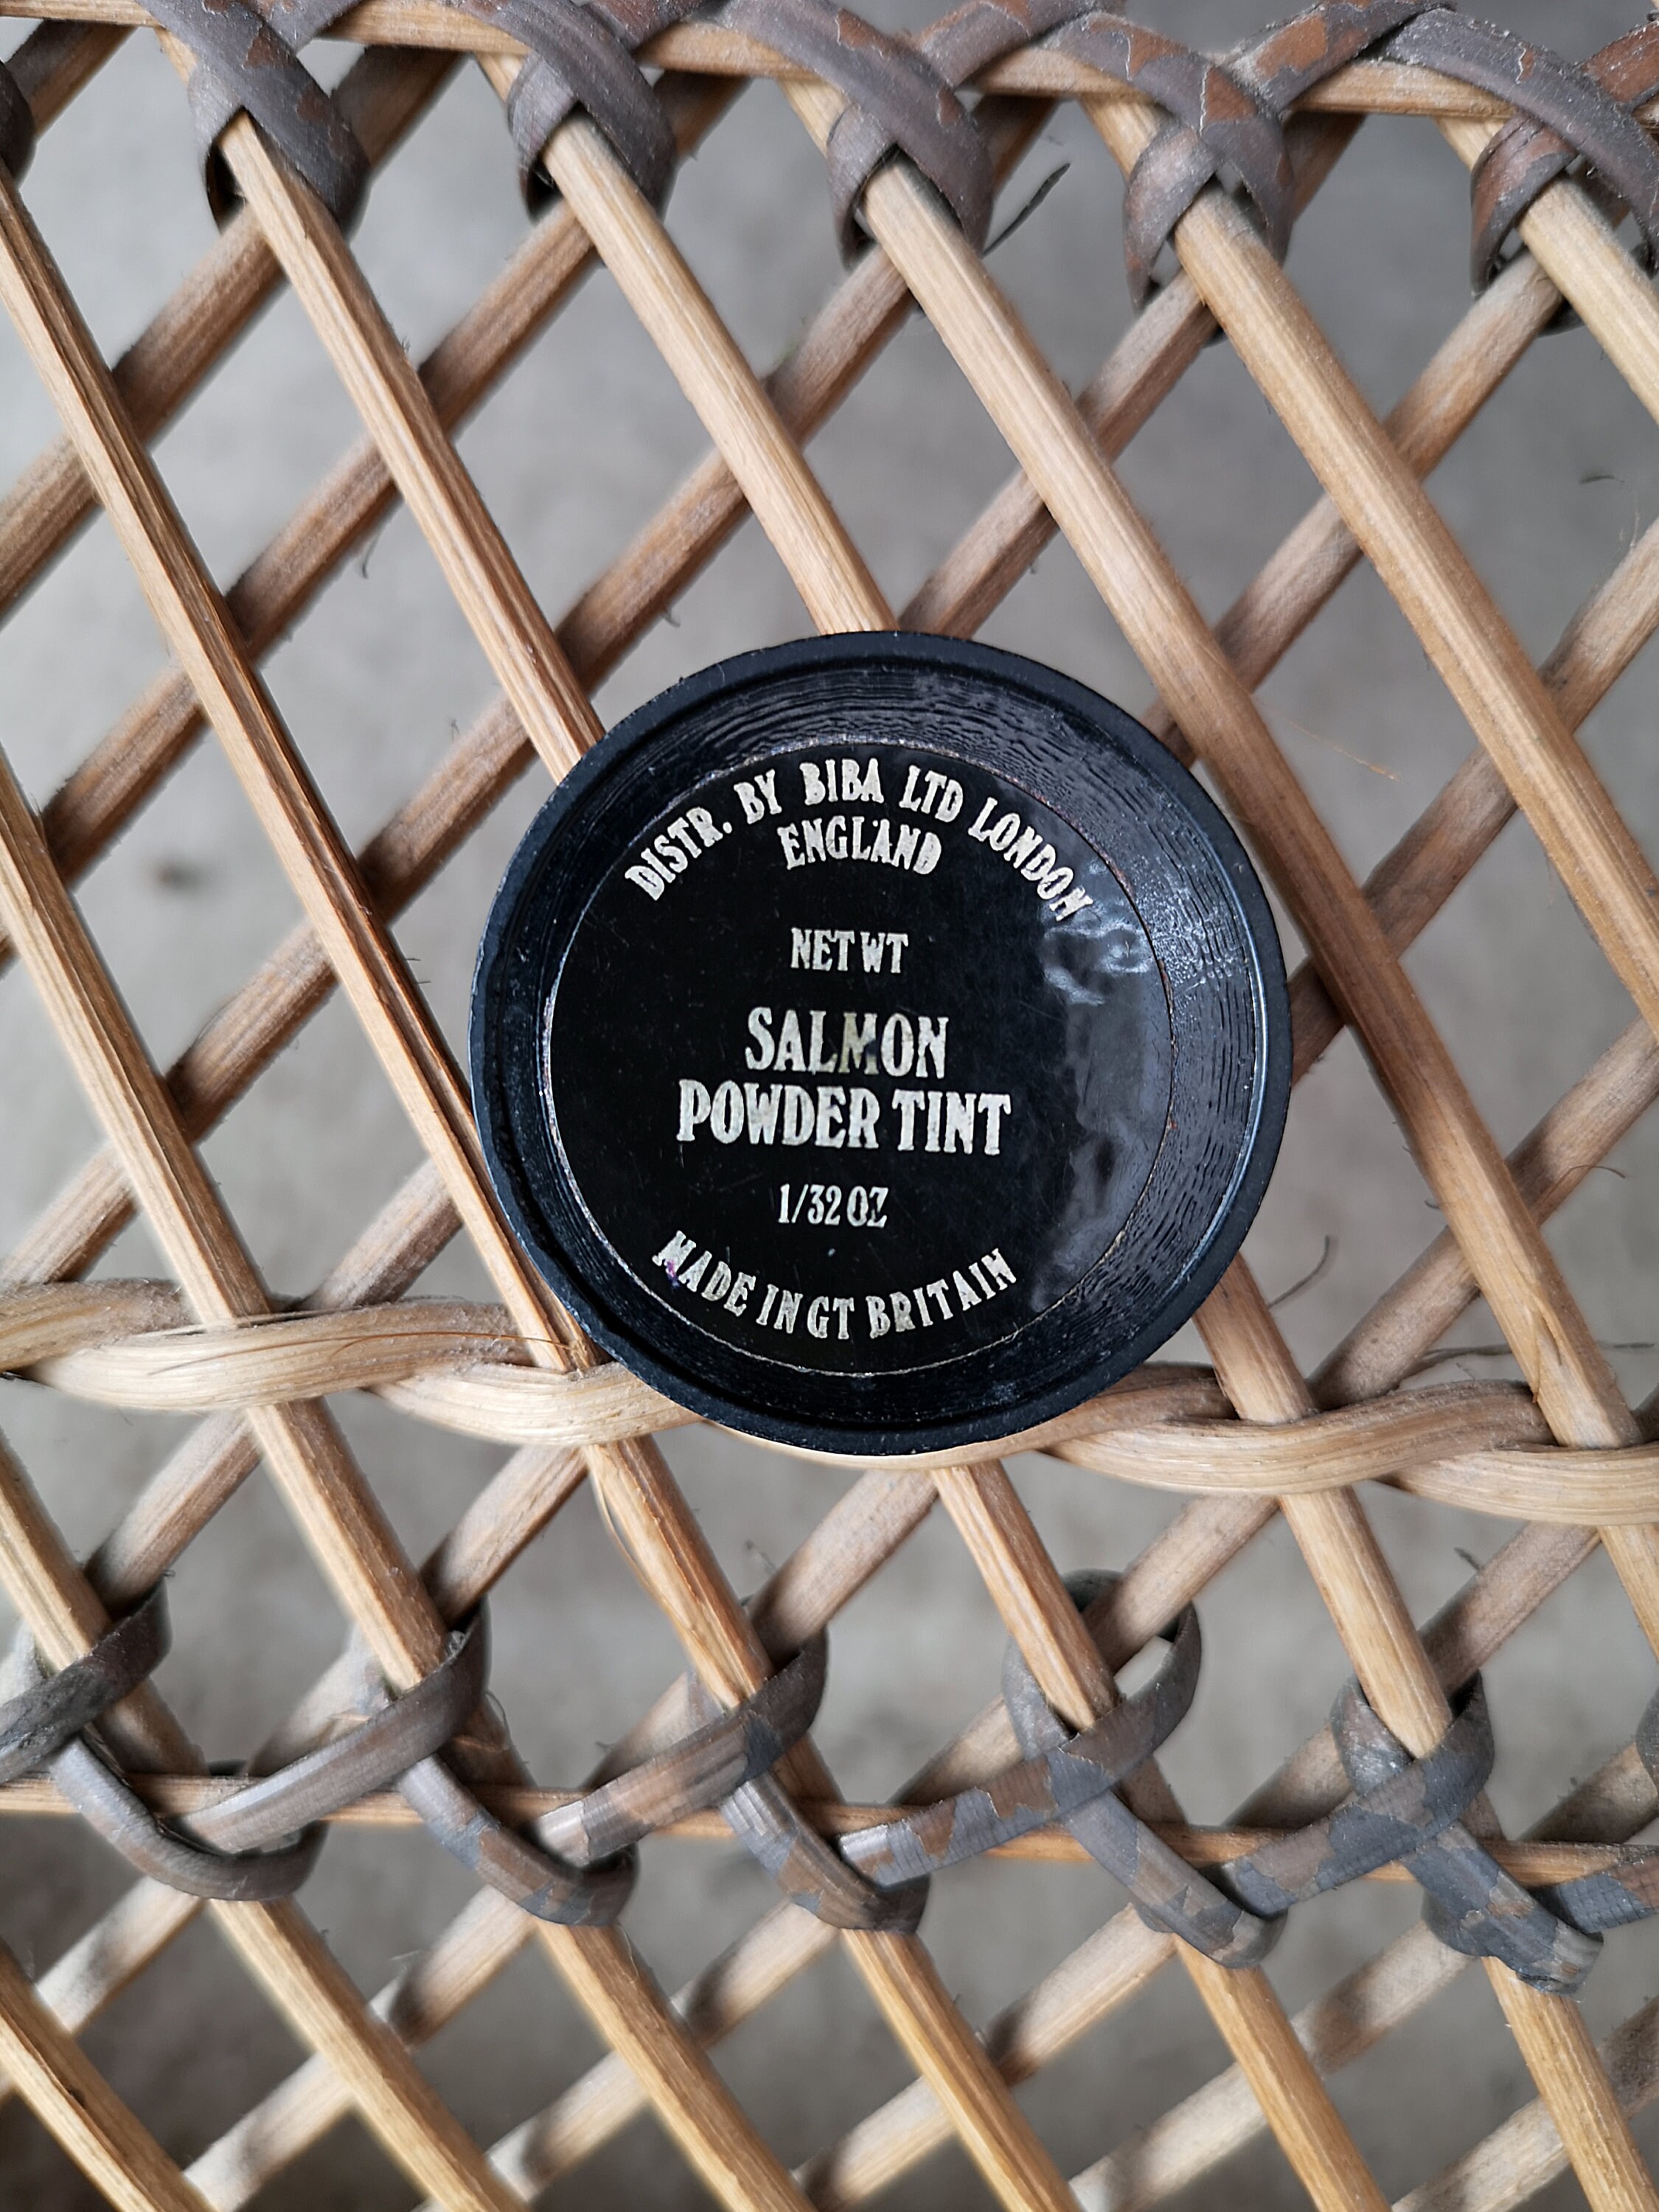 DISTR. BY BIBA LTD LONDON
ENGLAND
NET WT
SALMON
POWDER TINT
1/32 OZ
MADE IN GT BRITAIN